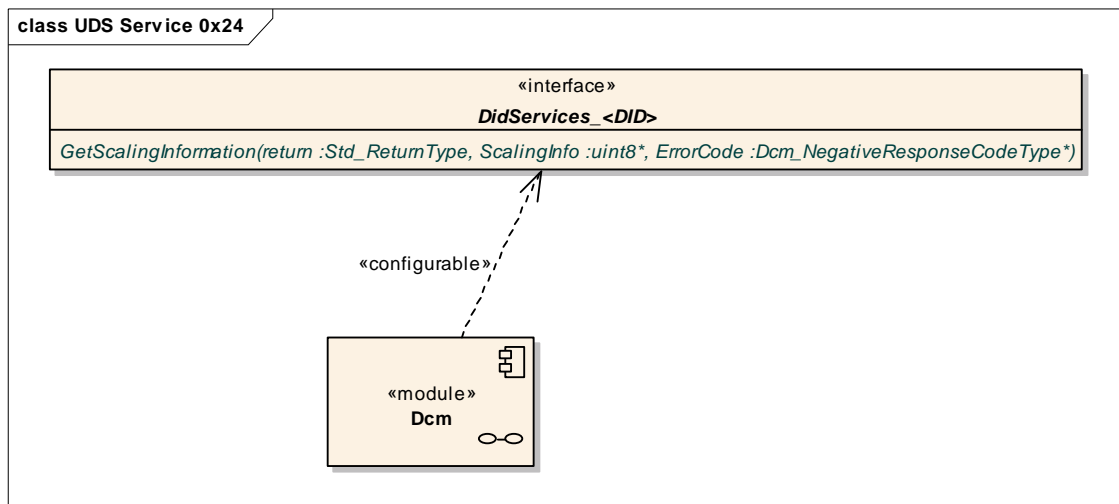 class UDS Service 0x24
«interface»
DidServices_<DID>
GetScalingInformation(return :Std_ReturnType, ScalingInfo :uint8*, ErrorCode :Dcm_NegativeResponseCodeType*)
«configurable»
«module»
Dcm